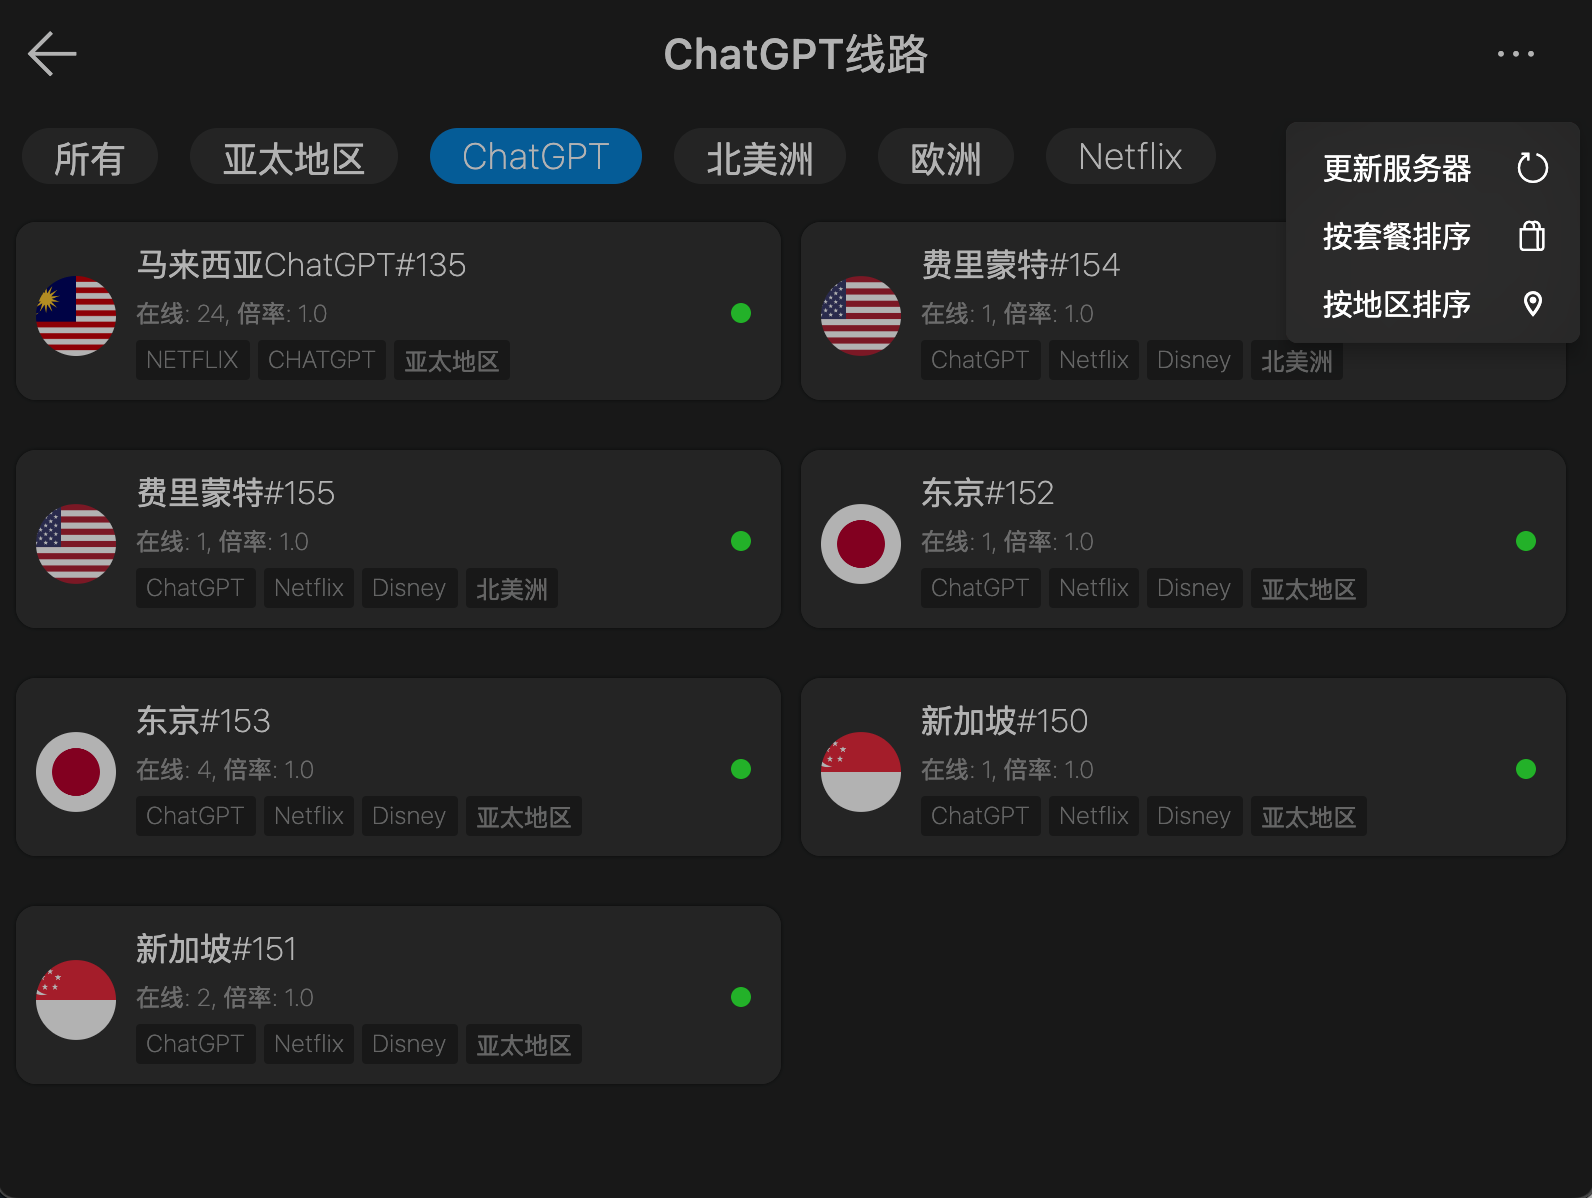 ChatGPT线路
所有
亚太地区
ChatGPT
北美洲
欧洲
Netflix
更新服务器
按套餐排序
按地区排序
马来西亚ChatGPT#135
在线: 24, 倍率: 1.0
NETFLIX CHATGPT 亚太地区
费里蒙特#154
在线: 1, 倍率: 1.0
ChatGPT Netflix Disney 北美洲
费里蒙特#155
在线: 1, 倍率: 1.0
ChatGPT Netflix Disney 北美洲
东京#152
在线: 1, 倍率: 1.0
ChatGPT Netflix Disney 亚太地区
东京#153
在线: 4, 倍率: 1.0
ChatGPT Netflix Disney 亚太地区
新加坡#150
在线: 1, 倍率: 1.0
ChatGPT Netflix Disney 亚太地区
新加坡#151
在线: 2, 倍率: 1.0
ChatGPT Netflix Disney 亚太地区